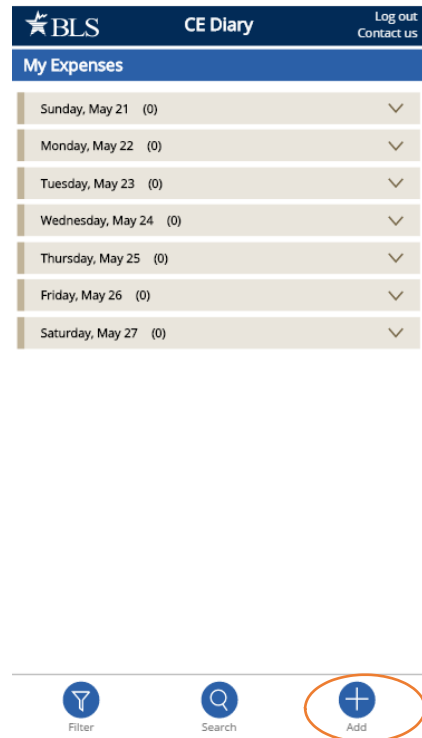 BLS CE Diary Log out
Contact us
My Expenses
Sunday, May 21 (0)
Monday, May 22 (0)
Tuesday, May 23 (0)
Wednesday, May 24 (0)
Thursday, May 25 (0)
Friday, May 26 (0)
Saturday, May 27 (0)
Filter Search Add